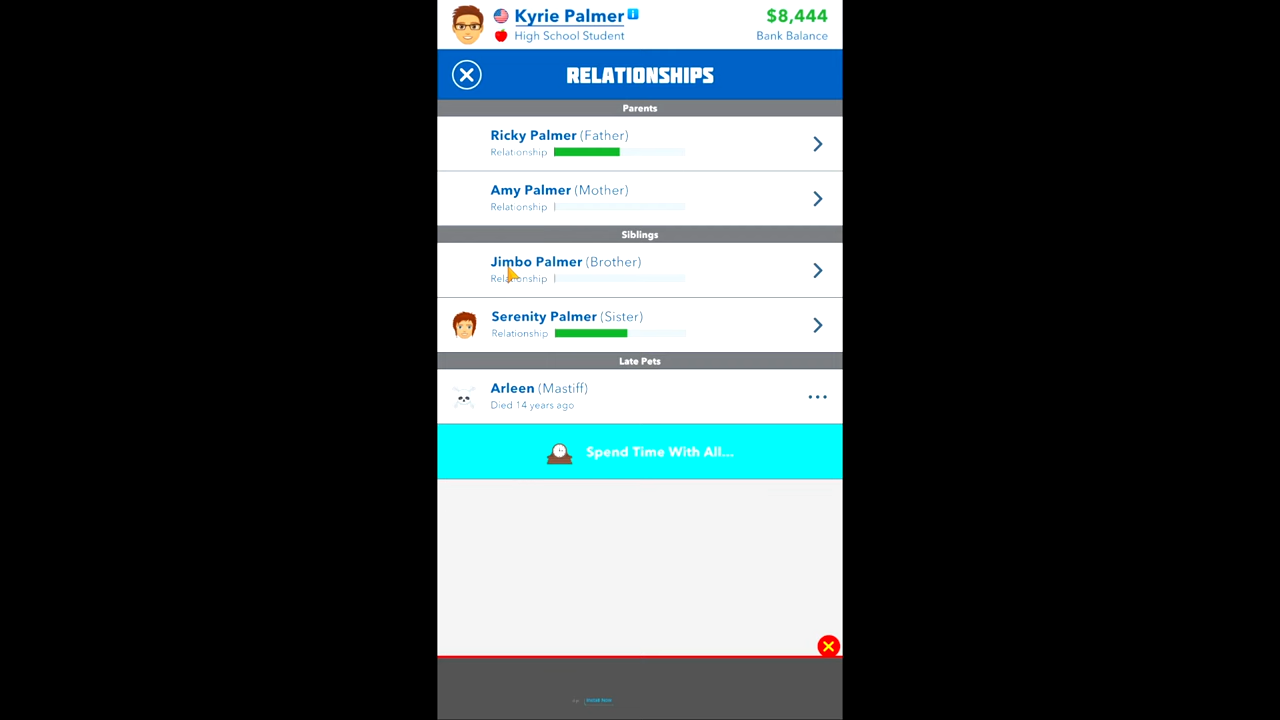 Kyrie Palmer
High School Student
$8,444
Bank Balance
RELATIONSHIPS
Parents
Ricky Palmer (Father)
Relationship
Amy Palmer (Mother)
Relationship
Siblings
Jimbo Palmer (Brother)
Relationship
Serenity Palmer (Sister)
Relationship
Late Pets
Arleen (Mastiff)
Died 14 years ago
Spend Time With All...